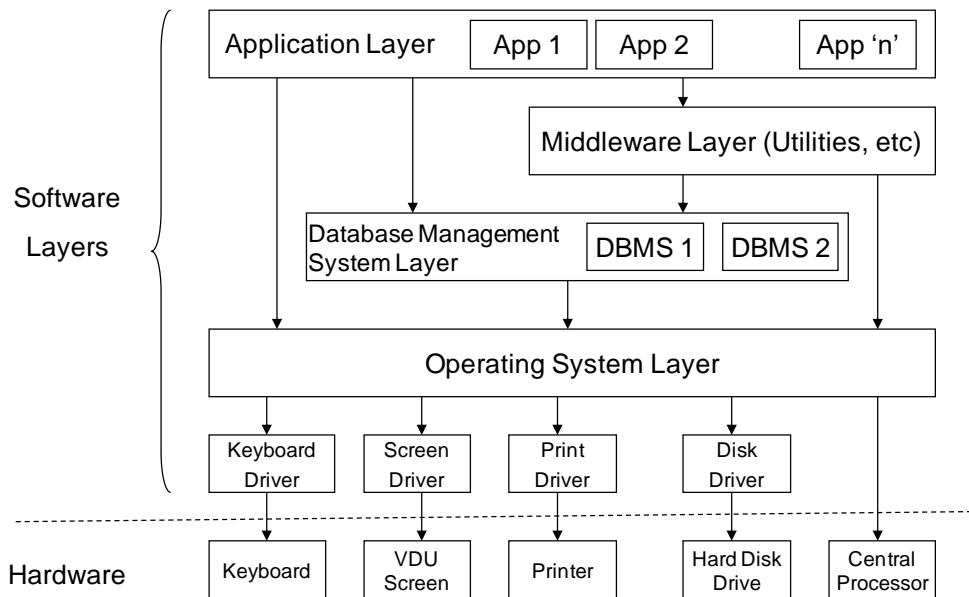 Application Layer
App 1
App 2
App ‘n’
Middleware Layer (Utilities, etc)
Software
Layers
Database Management
System Layer
DBMS 1
DBMS 2
Operating System Layer
Keyboard
Driver
Screen
Driver
Print
Driver
Disk
Driver
Hardware
Keyboard
VDU
Screen
Printer
Hard Disk
Drive
Central
Processor